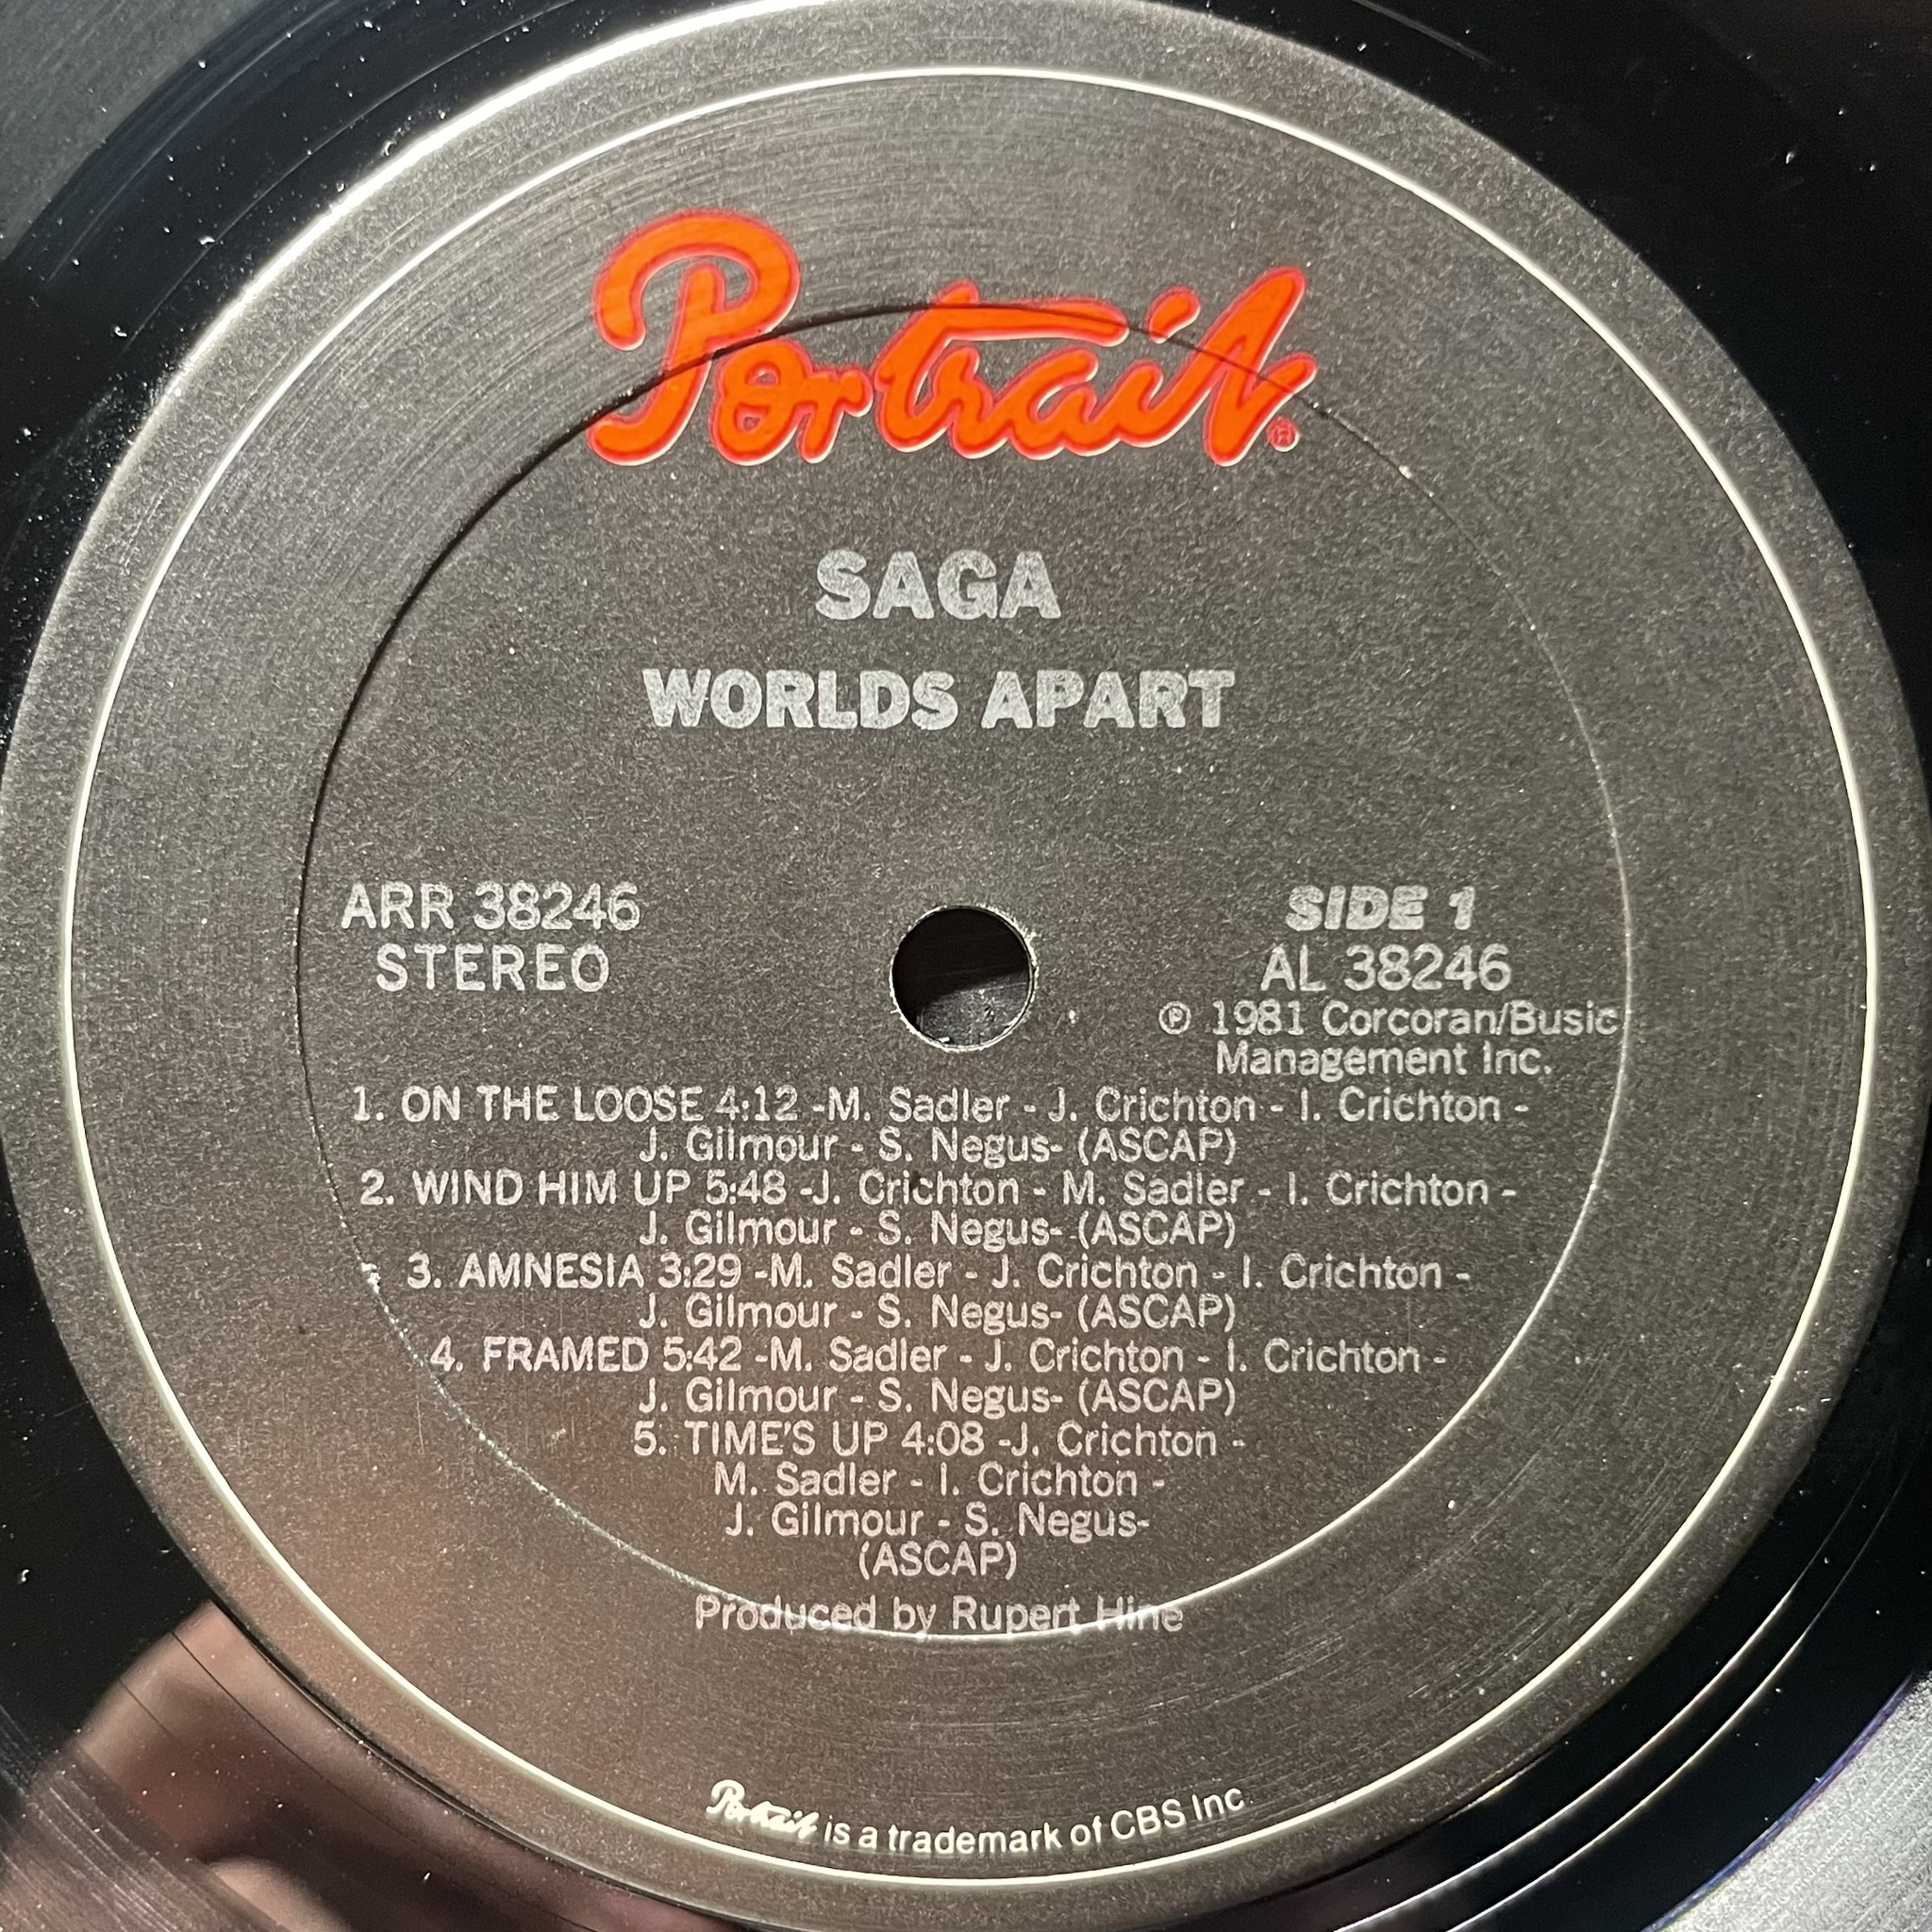 Portrait®
SAGA
WORLDS APART
ARR 38246
STEREO
SIDE 1
AL 38246
℗ 1981 Corcoran/Busic
Management Inc.
1. ON THE LOOSE 4:12 -M. Sadler - J. Crichton - I. Crichton -
J. Gilmour - S. Negus- (ASCAP)
2. WIND HIM UP 5:48 -J. Crichton - M. Sadler - I. Crichton -
J. Gilmour - S. Negus- (ASCAP)
3. AMNESIA 3:29 -M. Sadler - J. Crichton - I. Crichton -
J. Gilmour - S. Negus- (ASCAP)
4. FRAMED 5:42 -M. Sadler - J. Crichton - I. Crichton -
J. Gilmour - S. Negus- (ASCAP)
5. TIME'S UP 4:08 -J. Crichton -
M. Sadler - I. Crichton -
J. Gilmour - S. Negus-
(ASCAP)
Produced by Rupert Hine
Portrait is a trademark of CBS Inc.